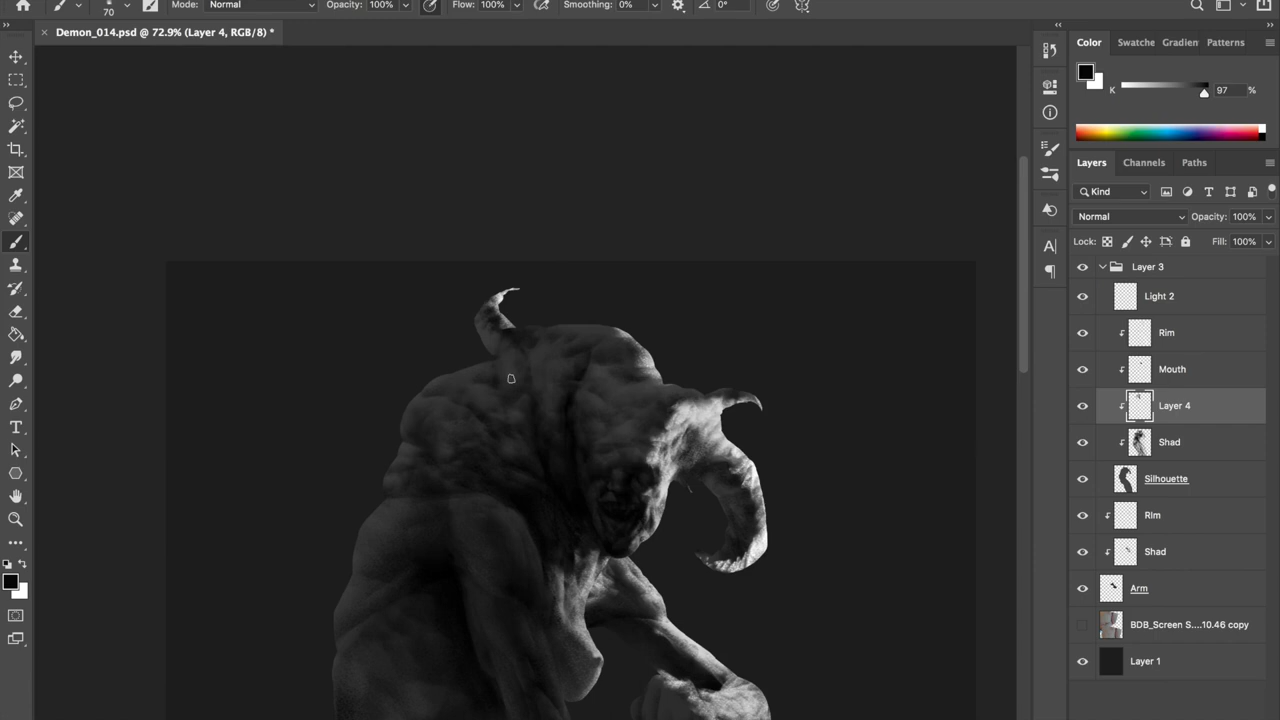 70 Mode: Normal Opacity: 100% Flow: 100% Smoothing: 0% 0°
Demon_014.psd @ 72.9% (Layer 4, RGB/8) *
Color Swatche Gradien Patterns
K 97 %
Layers Channels Paths
Kind
Normal Opacity: 100%
Lock: Fill: 100%
Layer 3
Light 2
Rim
Mouth
Layer 4
Shad
Silhouette
RIm
Shad
Arm
BDB_Screen S....10.46 copy
Layer 1